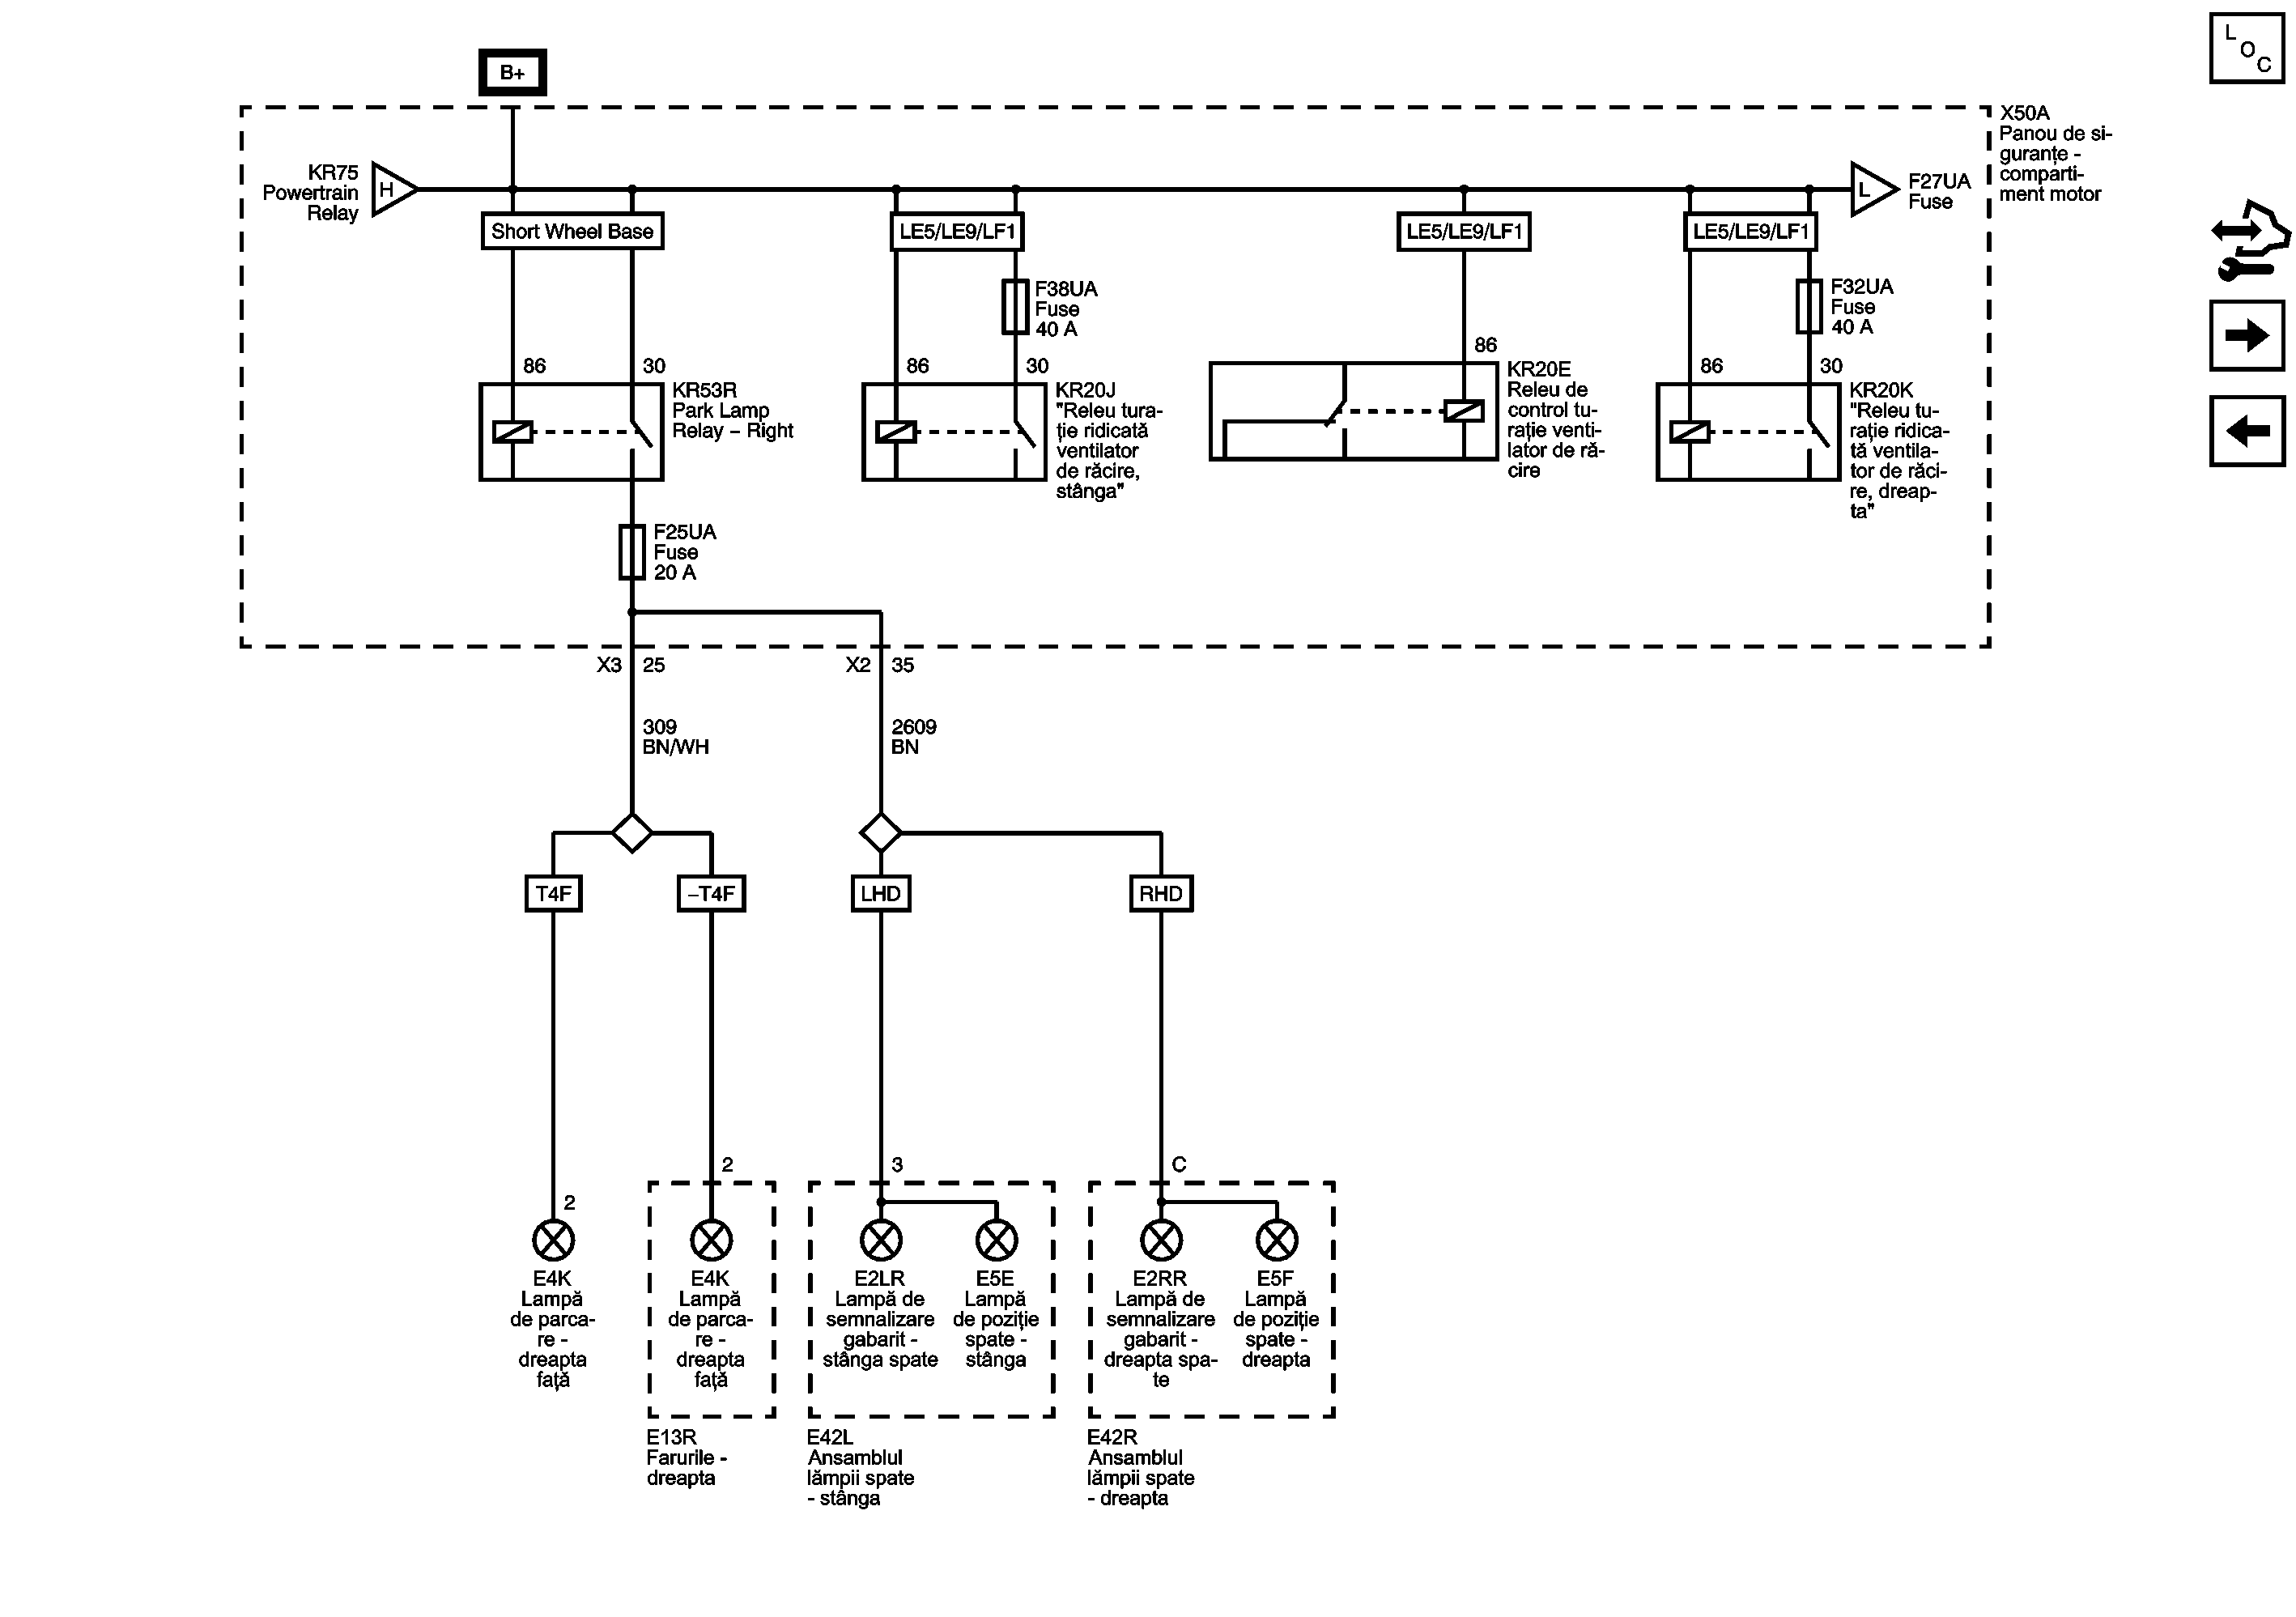 L
O
C
B+
X50A
Panou de si-
guranțe -
comparti-
ment motor
KR75
Powertrain
Relay
H
L
F27UA
Fuse
Short Wheel Base
LE5/LE9/LF1
LE5/LE9/LF1
LE5/LE9/LF1
F38UA
Fuse
40 A
F32UA
Fuse
40 A
86
30
86
30
86
86
30
KR53R
Park Lamp
Relay – Right
KR20J
"Releu tura-
ție ridicată
ventilator
de răcire,
stânga"
KR20E
Releu de
control tu-
rație venti-
lator de ră-
cire
KR20K
"Releu tu-
rație ridica-
tă ventila-
tor de răci-
re, dreap-
ta"
F25UA
Fuse
20 A
X3 25
X2 35
309
BN/WH
2609
BN
T4F
–T4F
LHD
RHD
2
2
3
C
E4K
Lampă
de parca-
re -
dreapta
față
E4K
Lampă
de parca-
re -
dreapta
față
E2LR
Lampă de
semnalizare
gabarit -
stânga spate
E5E
Lampă
de poziție
spate -
stânga
E2RR
Lampă de
semnalizare
gabarit -
dreapta spa-
te
E5F
Lampă
de poziție
spate -
dreapta
E13R
Farurile -
dreapta
E42L
Ansamblul
lămpii spate
- stânga
E42R
Ansamblul
lămpii spate
- dreapta